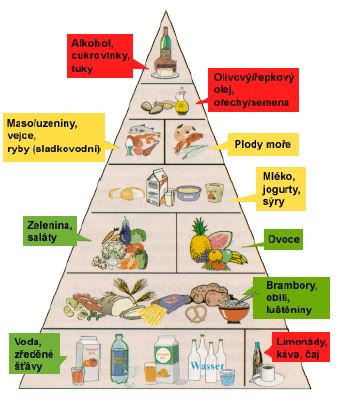 Alkohol,
cukrovinky,
tuky
Olivový/řepkový
olej,
ořechy/semena
Maso/uzeniny,
vejce,
ryby (sladkovodní)
Plody moře
Mléko,
jogurty,
sýry
Zelenina,
saláty
Ovoce
Brambory,
obilí,
luštěniny
Voda,
zředěné
šťávy
Wasser
Limonády,
káva, čaj